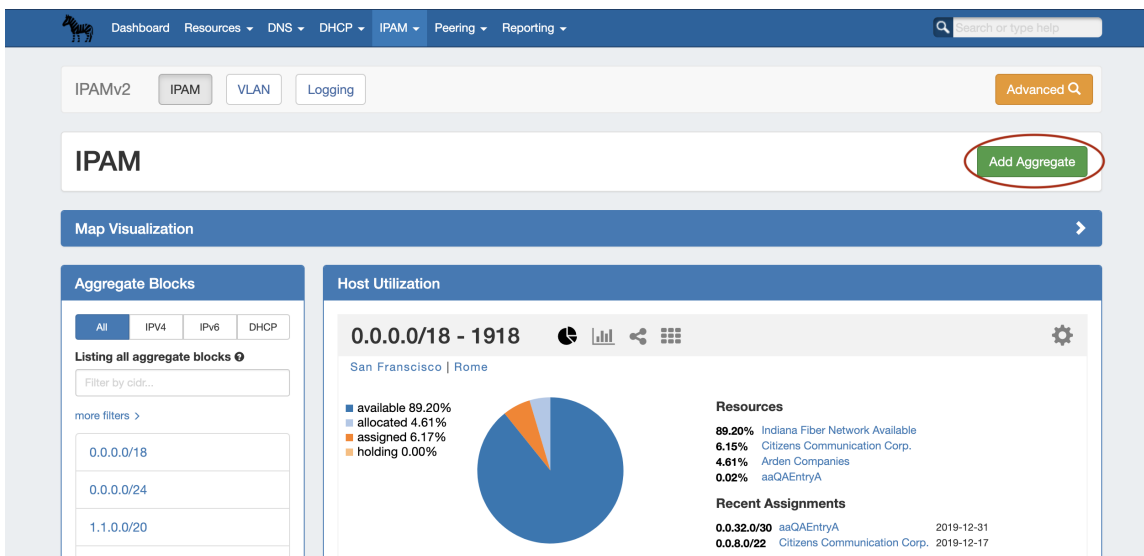 Dashboard Resources DNS DHCP IPAM Peering Reporting Search or type help
IPAMv2 IPAM VLAN Logging Advanced
IPAM Add Aggregate
Map Visualization
Aggregate Blocks
All IPV4 IPv6 DHCP
Listing all aggregate blocks
Filter by cidr...
more filters >
0.0.0.0/18
0.0.0.0/24
1.1.0.0/20
Host Utilization
0.0.0.0/18 - 1918
San Franscisco | Rome
available 89.20%
allocated 4.61%
assigned 6.17%
holding 0.00%
Resources
89.20% Indiana Fiber Network Available
6.15% Citizens Communication Corp.
4.61% Arden Companies
0.02% aaQAEntryA
Recent Assignments
0.0.32.0/30 aaQAEntryA 2019-12-31
0.0.8.0/22 Citizens Communication Corp. 2019-12-17